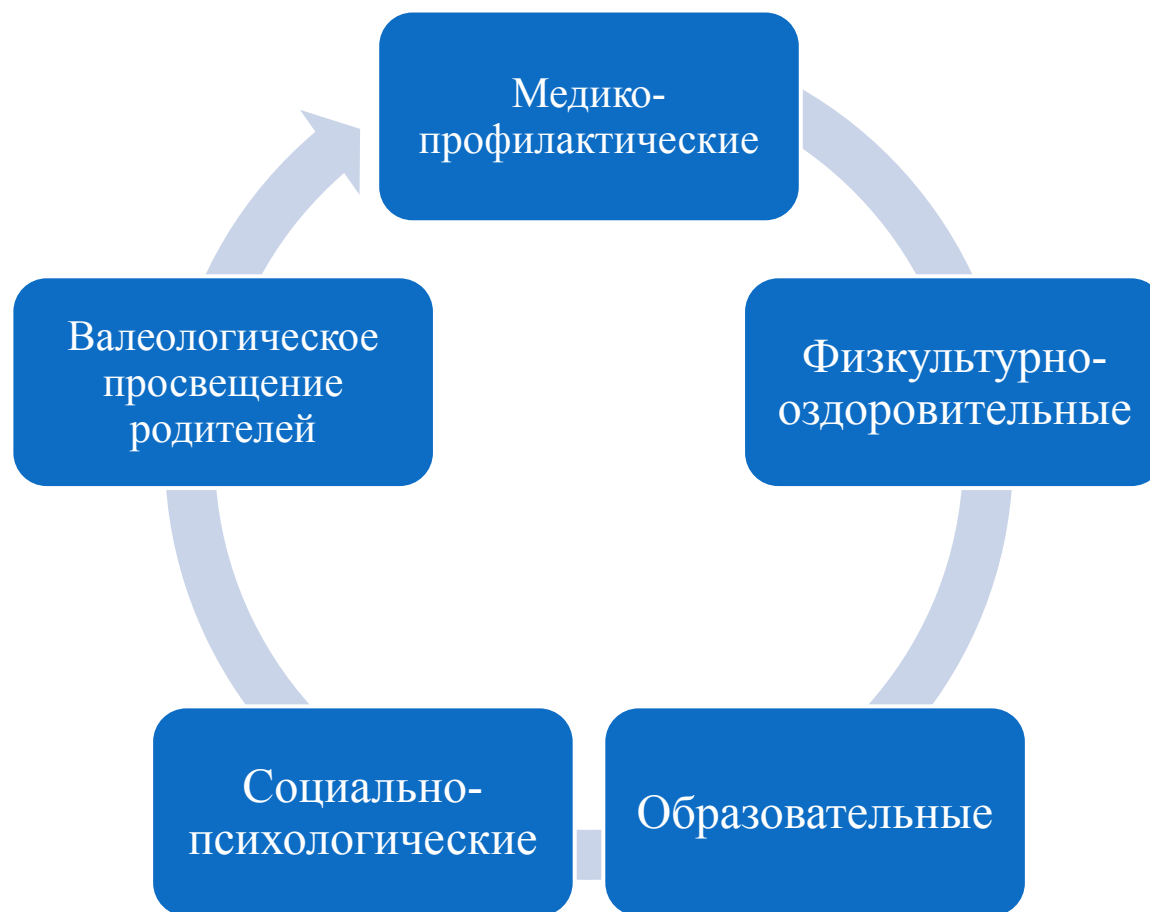 Медико-
профилактические
Физкультурно-
оздоровительные
Образовательные
Социально-
психологические
Валеологическое
просвещение
родителей